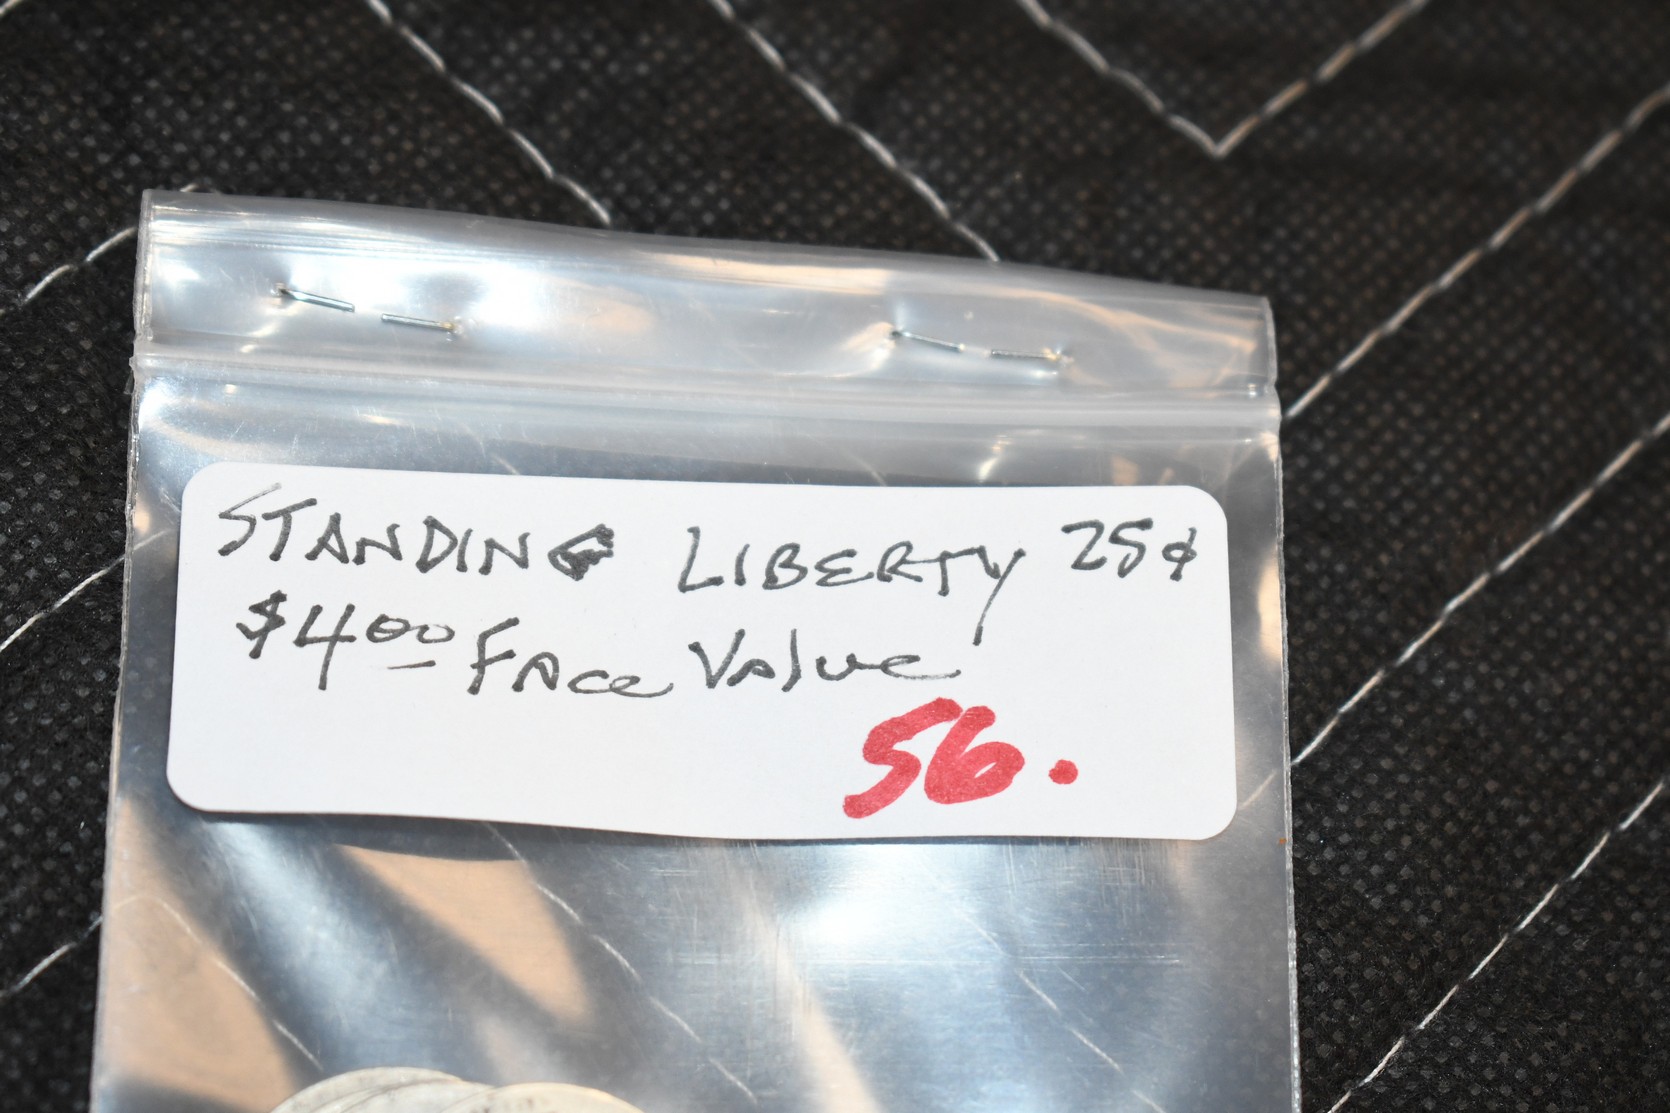 STANDING LIBERTY 25¢
$4.00 FACE VALUE
56.